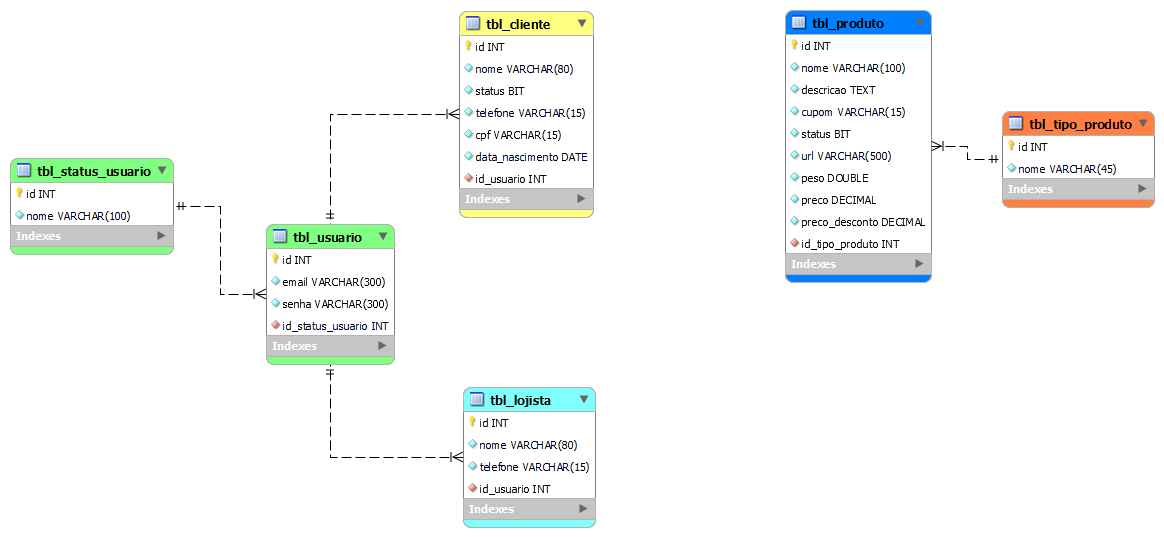 tbl_cliente
id INT
nome VARCHAR(80)
status BIT
telefone VARCHAR(15)
cpf VARCHAR(15)
data_nascimento DATE
id_usuario INT
Indexes
tbl_produto
id INT
nome VARCHAR(100)
descricao TEXT
cupom VARCHAR(15)
status BIT
url VARCHAR(500)
peso DOUBLE
preco DECIMAL
preco_desconto DECIMAL
id_tipo_produto INT
Indexes
tbl_tipo_produto
id INT
nome VARCHAR(45)
Indexes
tbl_status_usuario
id INT
nome VARCHAR(100)
Indexes
tbl_usuario
id INT
email VARCHAR(300)
senha VARCHAR(300)
id_status_usuario INT
Indexes
tbl_lojista
id INT
nome VARCHAR(80)
telefone VARCHAR(15)
id_usuario INT
Indexes